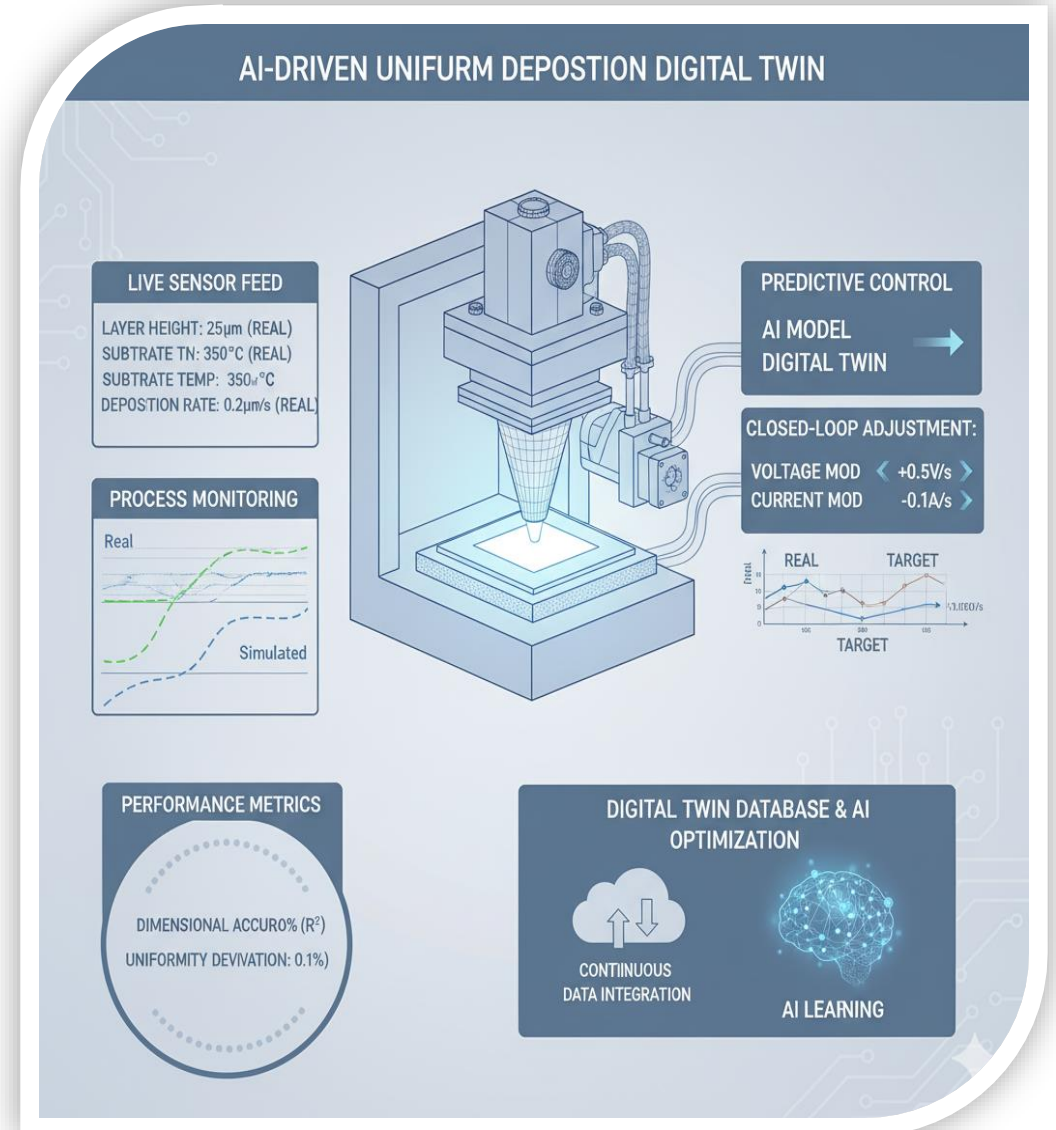 AI-DRIVEN UNIFURM DEPOSTION DIGITAL TWIN
LIVE SENSOR FEED
LAYER HEIGHT: 25µm (REAL)
SUBTRATE TN: 350°C (REAL)
SUBTRATE TEMP: 350 °C
DEPOSTION RATE: 0.2µm/s (REAL)
PROCESS MONITORING
Real
Simulated
PREDICTIVE CONTROL
AI MODEL
DIGITAL TWIN
CLOSED-LOOP ADJUSTMENT:
VOLTAGE MOD +0.5V/s
CURRENT MOD -0.1A/s
REAL TARGET
TARGET
PERFORMANCE METRICS
DIMENSIONAL ACCURO% (R²)
UNIFORMITY DEVIVATION: 0.1%)
DIGITAL TWIN DATABASE & AI
OPTIMIZATION
CONTINUOUS
DATA INTEGRATION
AI LEARNING